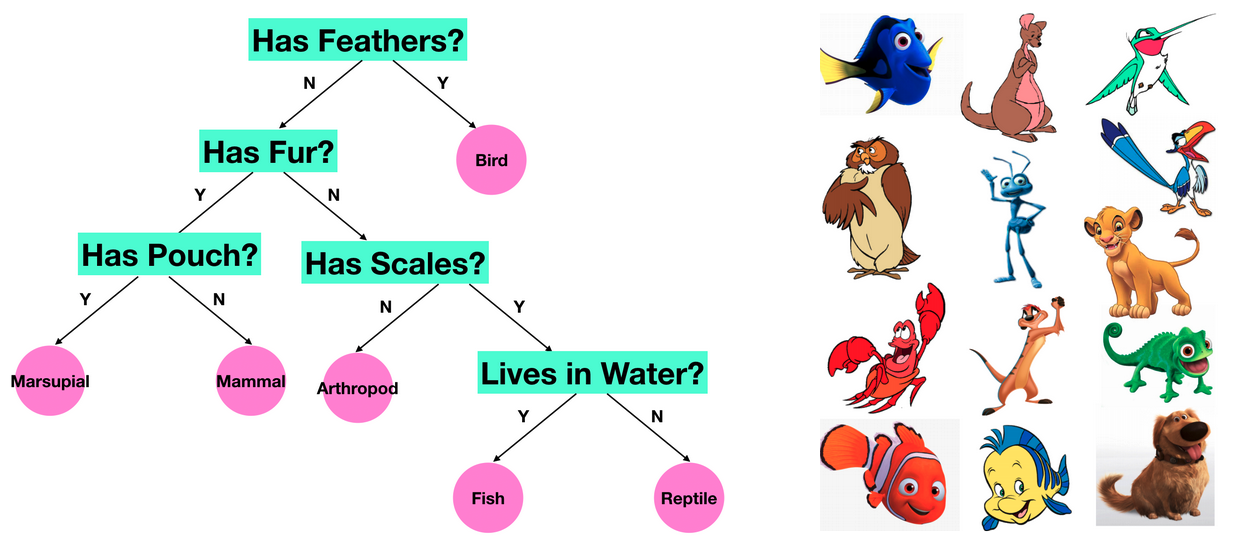 Has Feathers?
N
Y
Has Fur?
Bird
Y
N
Has Pouch?
Has Scales?
Y
N
N
Y
Marsupial
Mammal
Arthropod
Lives in Water?
Y
N
Fish
Reptile